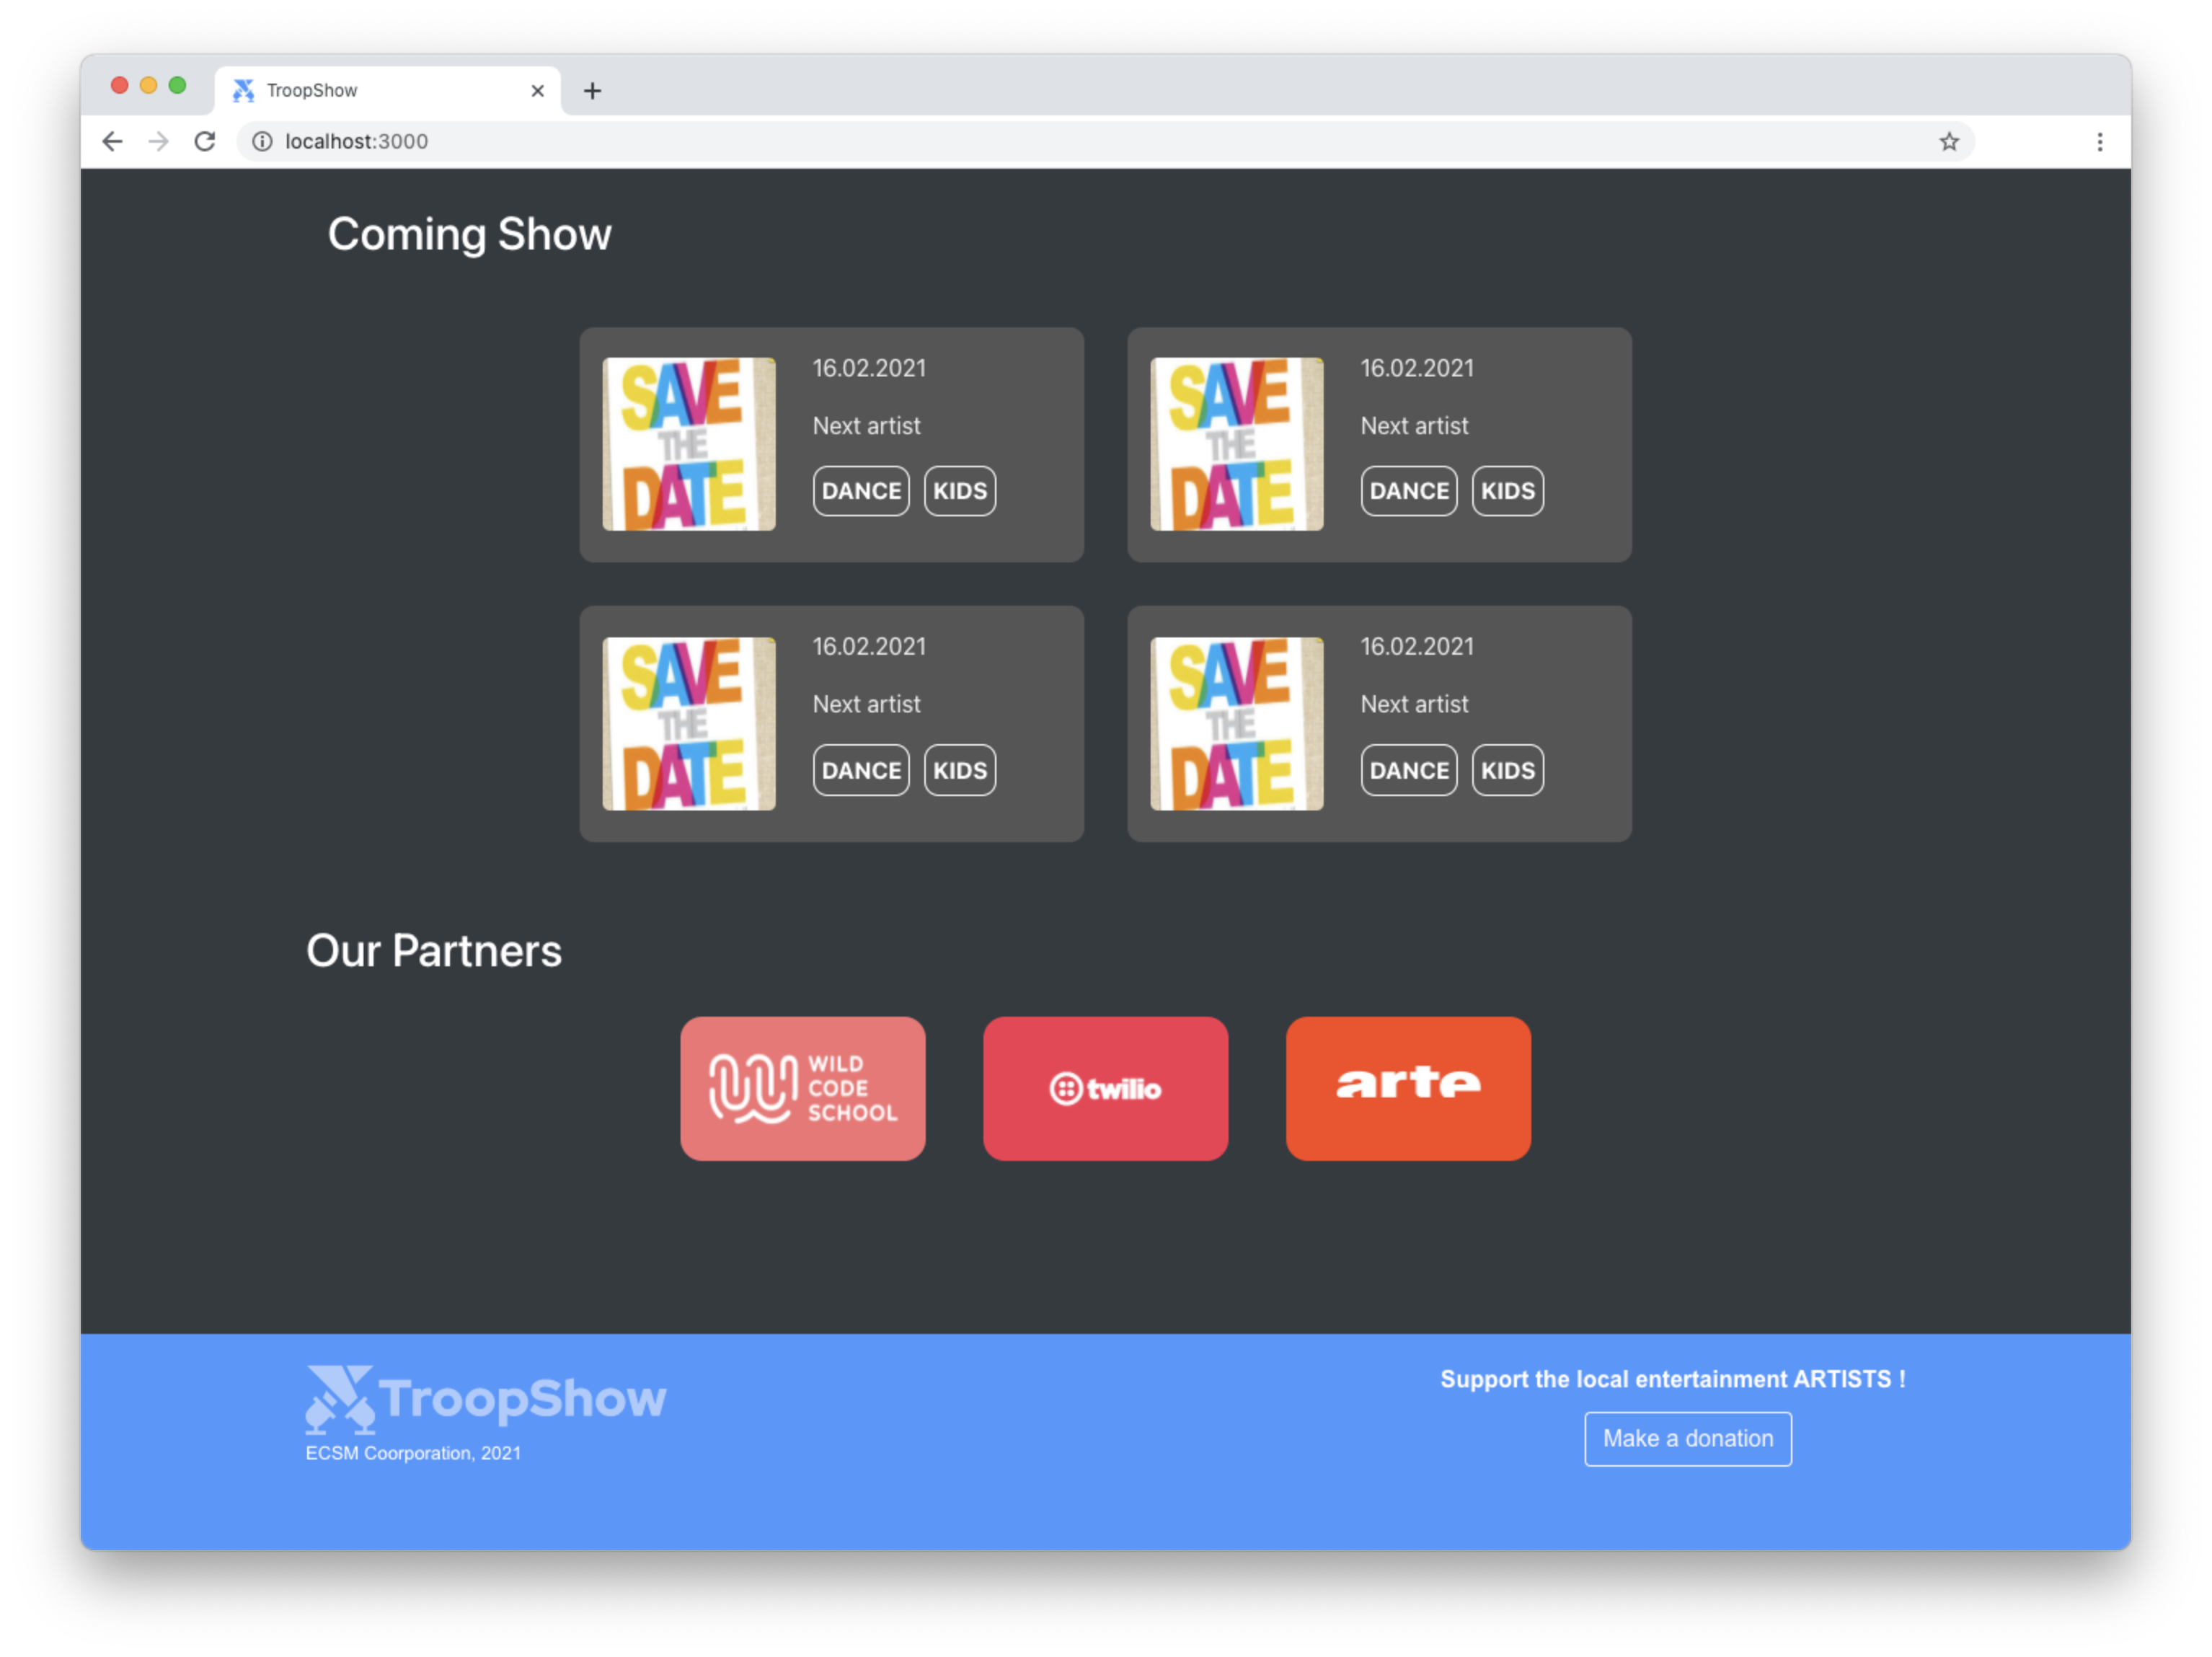 TroopShow
localhost:3000
Coming Show
SAVE
THE
DATE
16.02.2021
Next artist
DANCE KIDS
SAVE
THE
DATE
16.02.2021
Next artist
DANCE KIDS
SAVE
THE
DATE
16.02.2021
Next artist
DANCE KIDS
SAVE
THE
DATE
16.02.2021
Next artist
DANCE KIDS
Our Partners
WILD
CODE
SCHOOL
twilio
arte
TroopShow
ECSM Coorporation, 2021
Support the local entertainment ARTISTS !
Make a donation